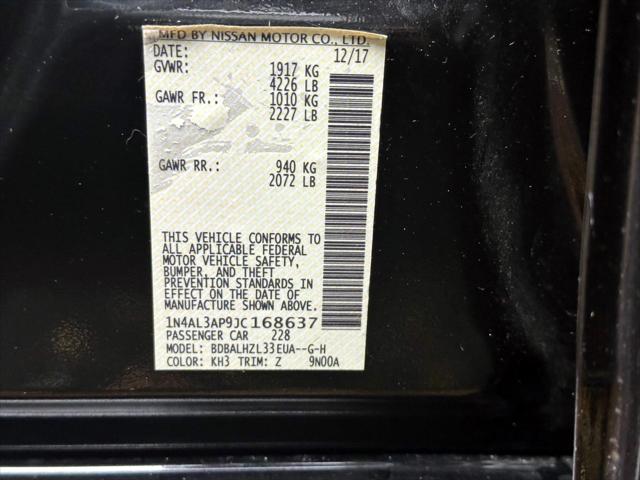 MFD BY NISSAN MOTOR CO., LTD.
DATE: 12/17
GVWR: 1917 KG
4226 LB
GAWR FR.: 1010 KG
2227 LB
GAWR RR.: 940 KG
2072 LB
THIS VEHICLE CONFORMS TO
ALL APPLICABLE FEDERAL
MOTOR VEHICLE SAFETY,
BUMPER, AND THEFT
PREVENTION STANDARDS IN
EFFECT ON THE DATE OF
MANUFACTURE SHOWN ABOVE.
1N4AL3AP9JC168637
PASSENGER CAR 228
MODEL: BDBALHZL33EUA--G-H
COLOR: KH3 TRIM: Z 9N00A